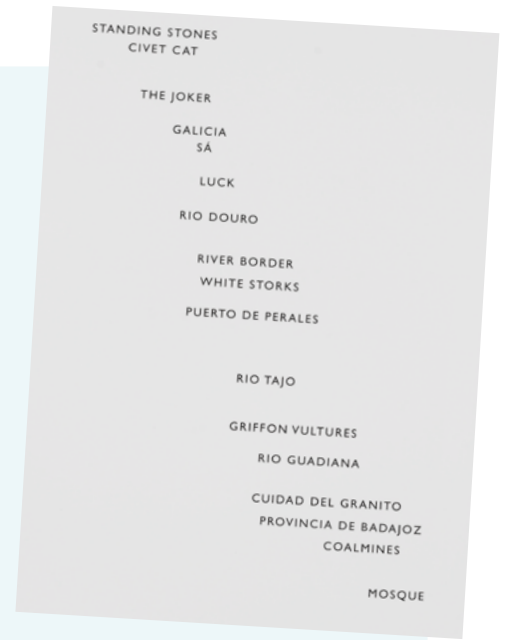 STANDING STONES
CIVET CAT
THE JOKER
GALICIA
SÁ
LUCK
RIO DOURO
RIVER BORDER
WHITE STORKS
PUERTO DE PERALES
RIO TAJO
GRIFFON VULTURES
RIO GUADIANA
CUIDAD DEL GRANITO
PROVINCIA DE BADAJOZ
COALMINES
MOSQUE